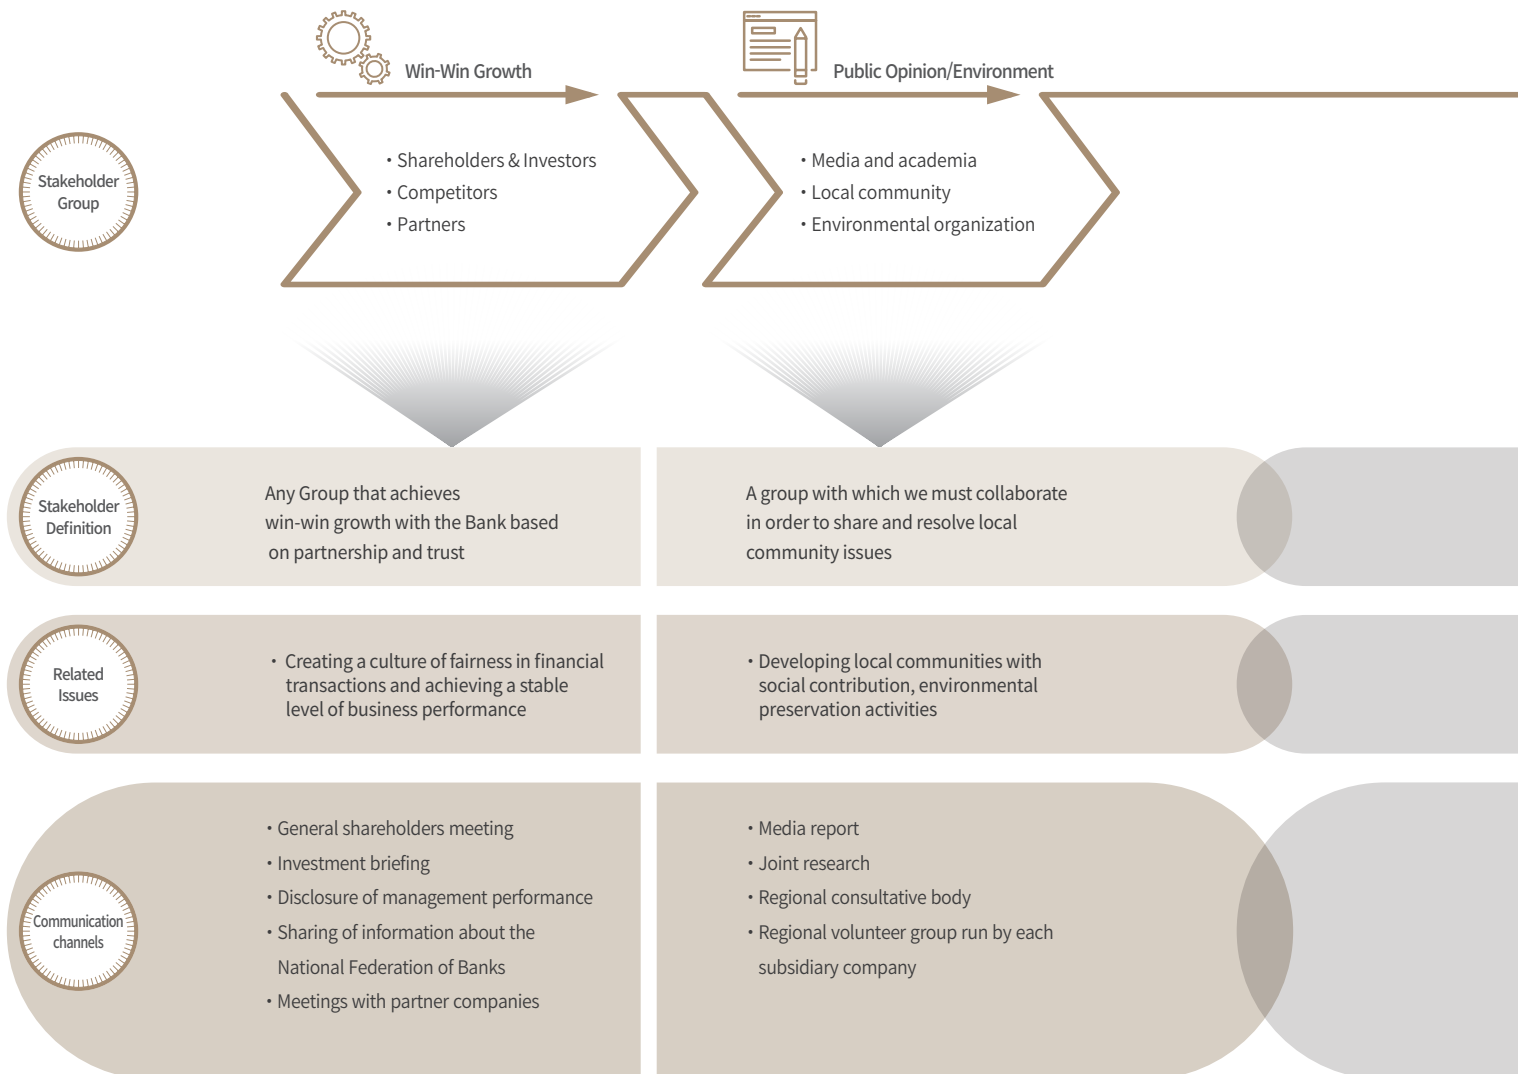 Win-Win Growth
Public Opinion/Environment
Stakeholder
Group
• Shareholders & Investors
• Competitors
• Partners
• Media and academia
• Local community
• Environmental organization
Stakeholder
Definition
Any Group that achieves
win-win growth with the Bank based
on partnership and trust
A group with which we must collaborate
in order to share and resolve local
community issues
Related
Issues
• Creating a culture of fairness in financial
transactions and achieving a stable
level of business performance
• Developing local communities with
social contribution, environmental
preservation activities
Communication
channels
• General shareholders meeting
• Investment briefing
• Disclosure of management performance
• Sharing of information about the
National Federation of Banks
• Meetings with partner companies
• Media report
• Joint research
• Regional consultative body
• Regional volunteer group run by each
subsidiary company